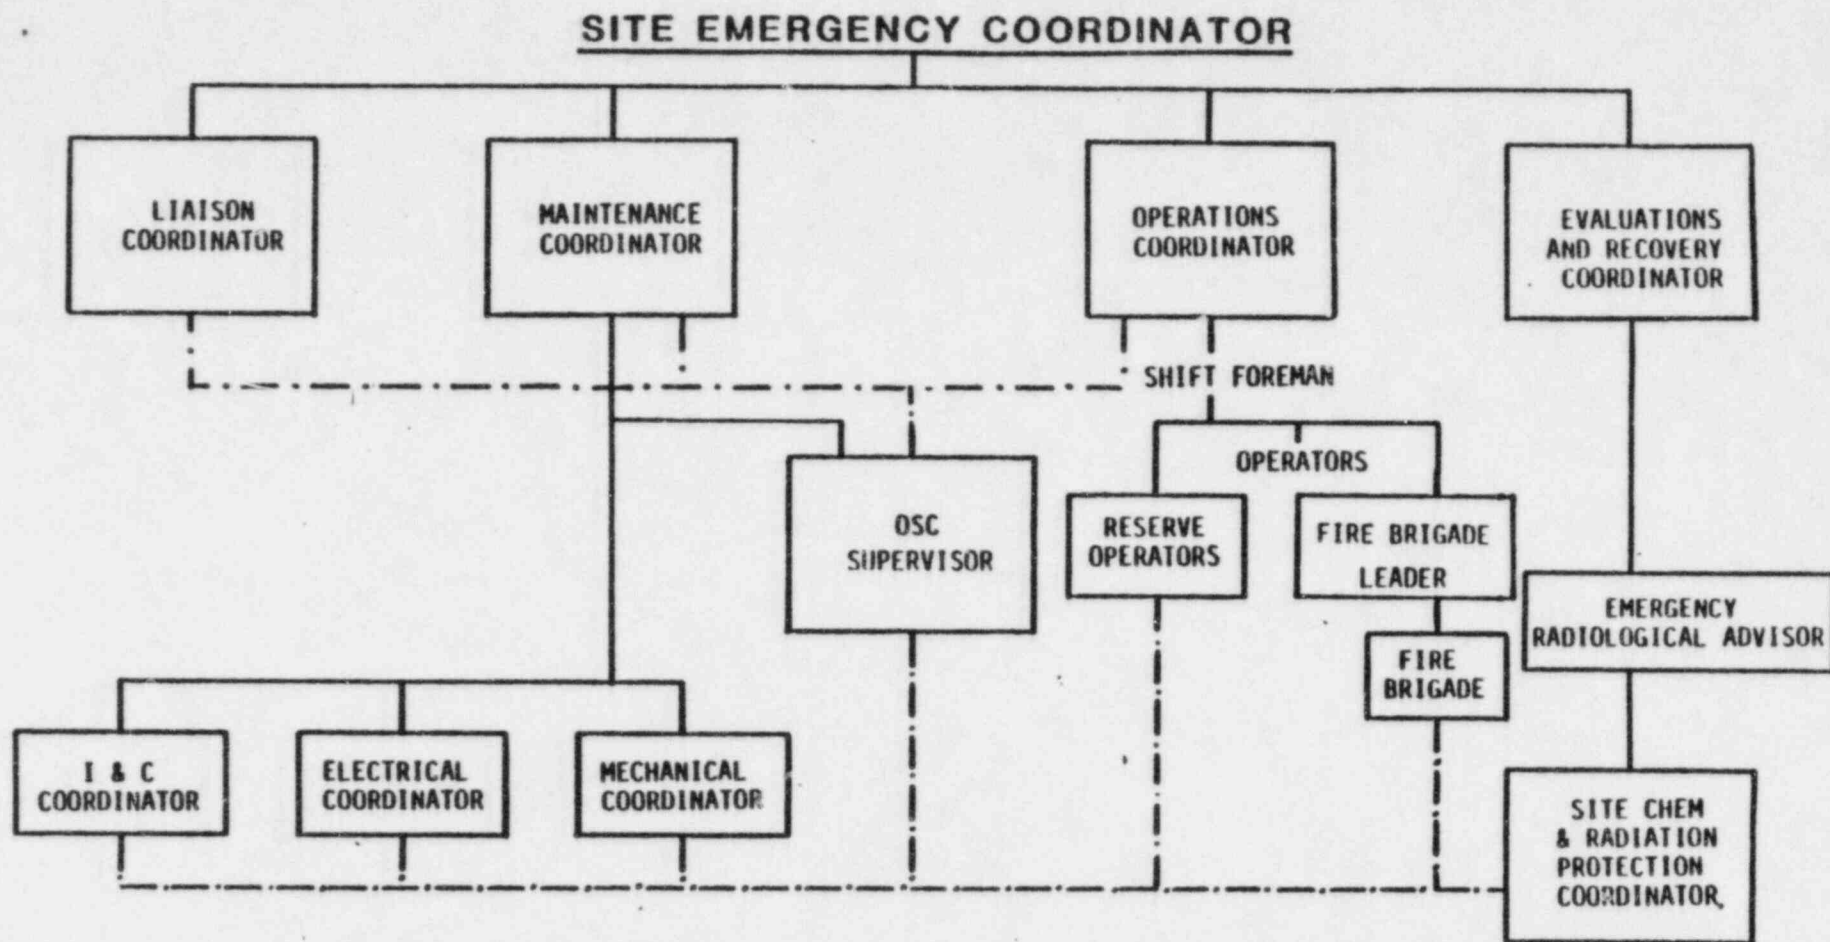 SITE EMERGENCY COORDINATOR
LIAISON
COORDINATOR
MAINTENANCE
COORDINATOR
OPERATIONS
COORDINATOR
EVALUATIONS
AND RECOVERY
COORDINATOR
SHIFT FOREMAN
OPERATORS
OSC
SUPERVISOR
RESERVE
OPERATORS
FIRE BRIGADE
LEADER
EMERGENCY
RADIOLOGICAL ADVISOR
FIRE
BRIGADE
I & C
COORDINATOR
ELECTRICAL
COORDINATOR
MECHANICAL
COORDINATOR
SITE CHEM
& RADIATION
PROTECTION
COORDINATOR